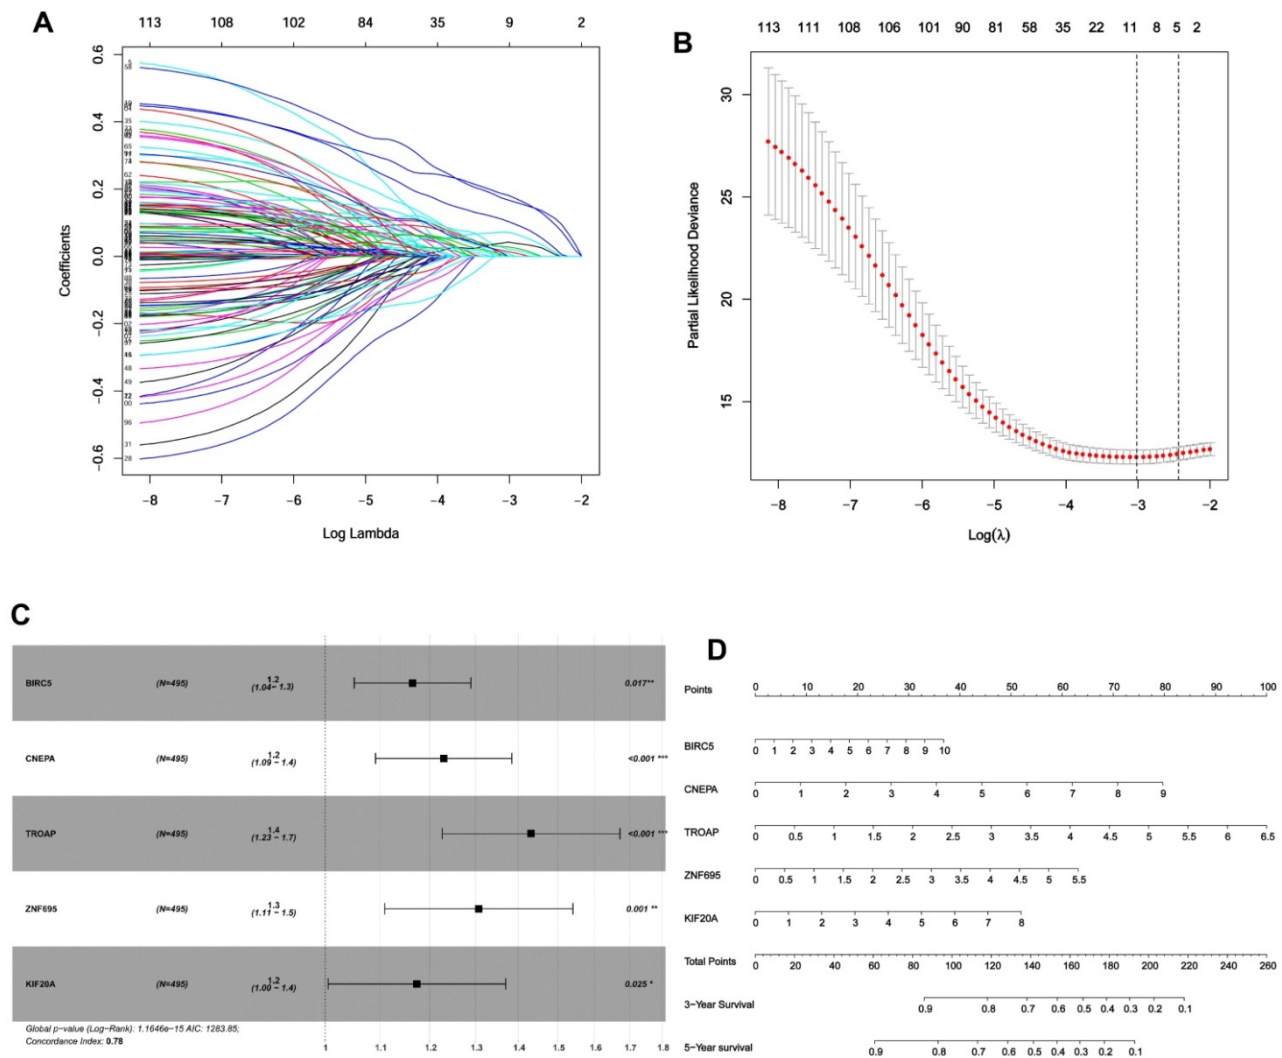 A
113 108 102 84 35 9 2
0.6
0.4
0.2
0.0
−0.2
−0.4
−0.6
Coefficients
−8 −7 −6 −5 −4 −3 −2
Log Lambda
B
113 111 108 106 101 90 81 58 35 22 11 8 5 2
30
25
20
15
Partial Likelihood Deviance
−8 −7 −6 −5 −4 −3 −2
Log(λ)
C
BIRC5 (N=495) 1.2 0.017**
(1.04− 1.3)
CNEPA (N=495) 1.2 <0.001 ***
(1.09 − 1.4)
TROAP (N=495) 1.4 <0.001 ***
(1.23 − 1.7)
ZNF695 (N=495) 1.3 0.001 **
(1.11 − 1.5)
KIF20A (N=495) 1.2 0.025 *
(1.00 − 1.4)
Global p−value (Log−Rank): 1.1646e−15 AIC: 1283.85;
Concordance Index: 0.78
1 1.1 1.2 1.3 1.4 1.5 1.6 1.7 1.8
D
Points 0 10 20 30 40 50 60 70 80 90 100
BIRC5 0 1 2 3 4 5 6 7 8 9 10
CNEPA 0 1 2 3 4 5 6 7 8 9
TROAP 0 0.5 1 1.5 2 2.5 3 3.5 4 4.5 5 5.5 6 6.5
ZNF695 0 0.5 1 1.5 2 2.5 3 3.5 4 4.5 5 5.5
KIF20A 0 1 2 3 4 5 6 7 8
Total Points 0 20 40 60 80 100 120 140 160 180 200 220 240 260
3−Year Survival 0.9 0.8 0.7 0.6 0.5 0.4 0.3 0.2 0.1
5−Year survival 0.9 0.8 0.7 0.6 0.5 0.4 0.3 0.2 0.1